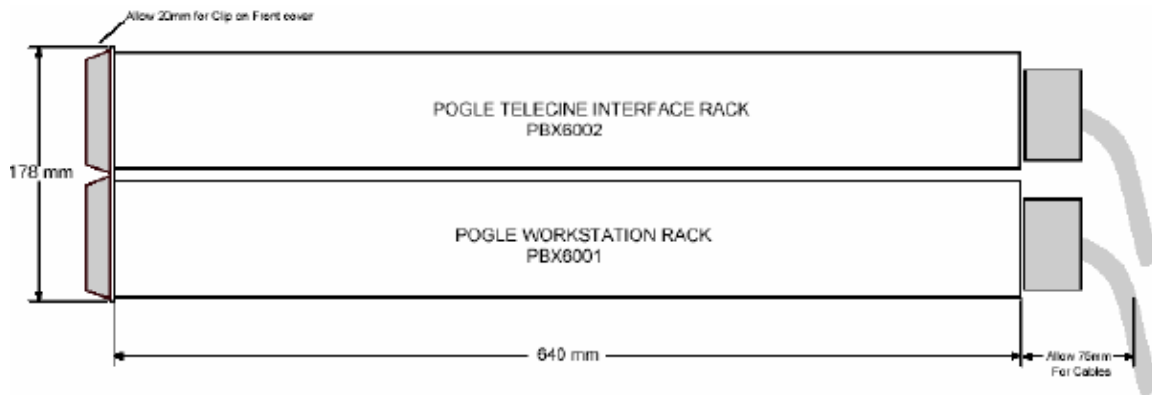 Allow 20mm for Clip on Front cover
POGLE TELECINE INTERFACE RACK
PBX6002
178 mm
POGLE WORKSTATION RACK
PBX6001
640 mm
Allow 75mm
For Cables